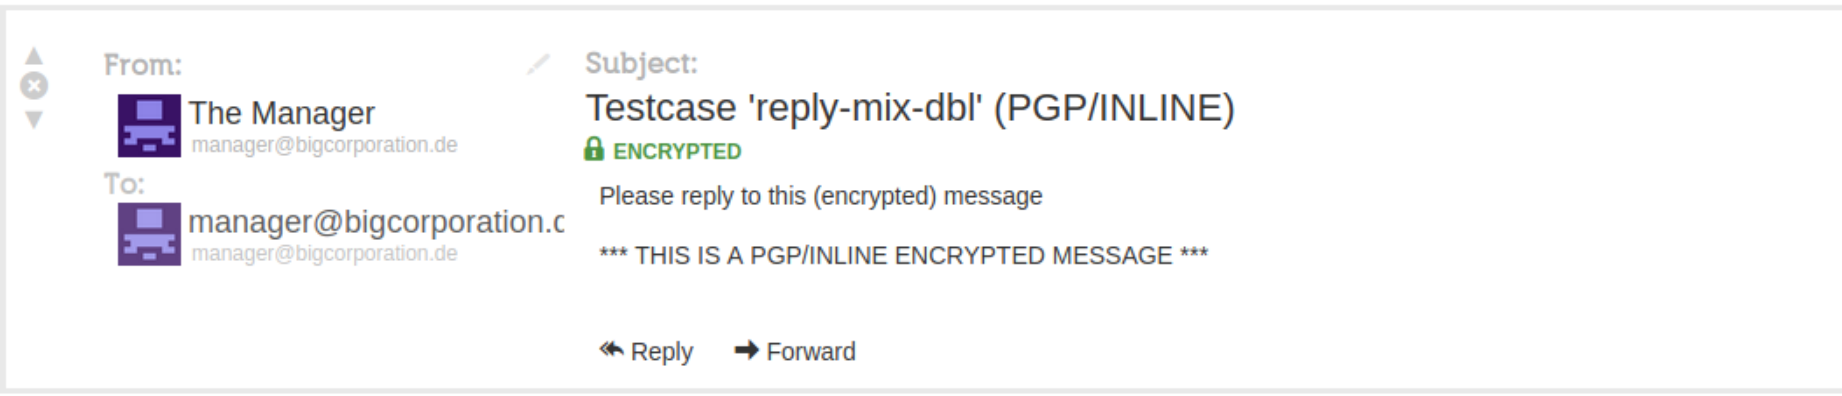 From:
The Manager
manager@bigcorporation.de
To:
manager@bigcorporation.d
manager@bigcorporation.de
Subject:
Testcase 'reply-mix-dbl' (PGP/INLINE)
ENCRYPTED
Please reply to this (encrypted) message
*** THIS IS A PGP/INLINE ENCRYPTED MESSAGE ***
Reply Forward